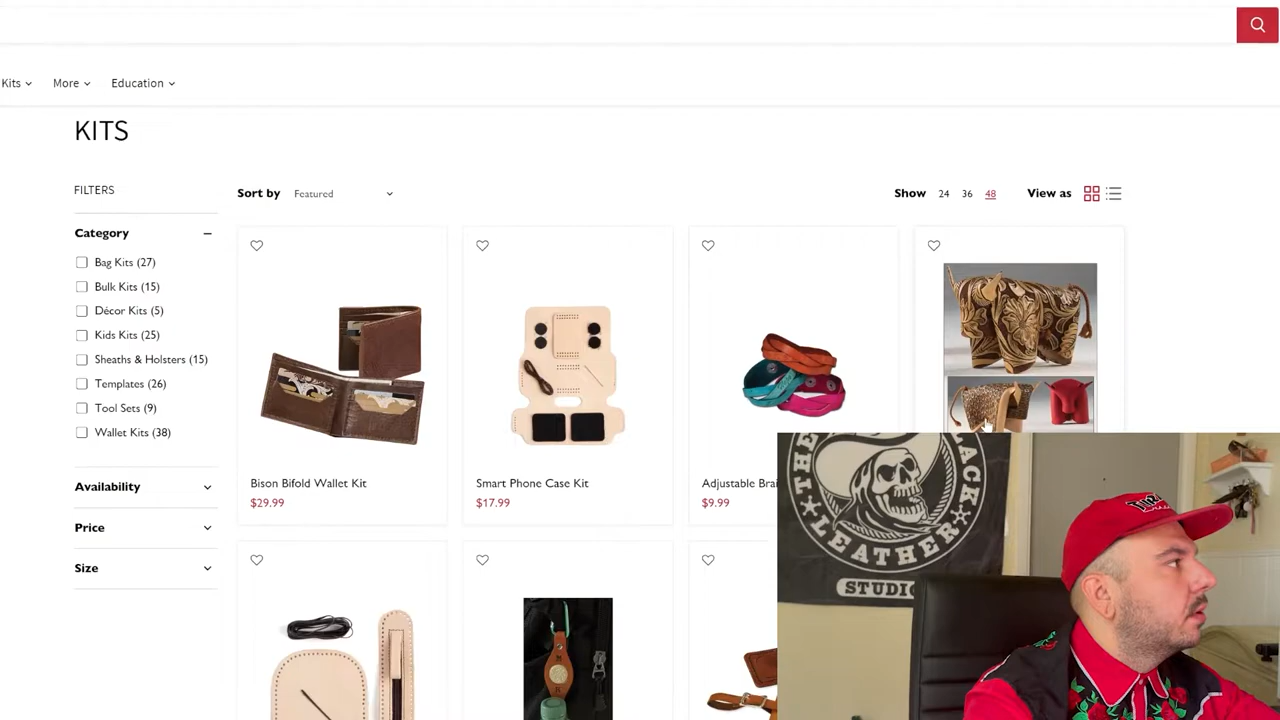 Kits
More
Education
KITS
FILTERS
Sort by Featured
Show 24 36 48
View as
Category
Bag Kits (27)
Bulk Kits (15)
Décor Kits (5)
Kids Kits (25)
Sheaths & Holsters (15)
Templates (26)
Tool Sets (9)
Wallet Kits (38)
Availability
Price
Size
Bison Bifold Wallet Kit
$29.99
Smart Phone Case Kit
$17.99
Adjustable
$9.99
THE
LEATHER